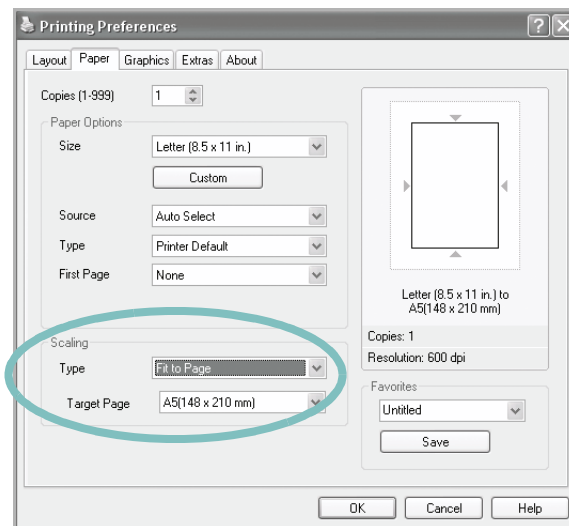 Printing Preferences
Layout Paper Graphics Extras About
Copies (1-999) 1
Paper Options
Size Letter (8.5 x 11 in.)
Custom
Source Auto Select
Type Printer Default
First Page None
Letter (8.5 x 11 in.) to
A5(148 x 210 mm)
Copies: 1
Resolution: 600 dpi
Scaling
Type Fit to Page
Target Page A5(148 x 210 mm)
Favorites
Untitled
Save
OK Cancel Help